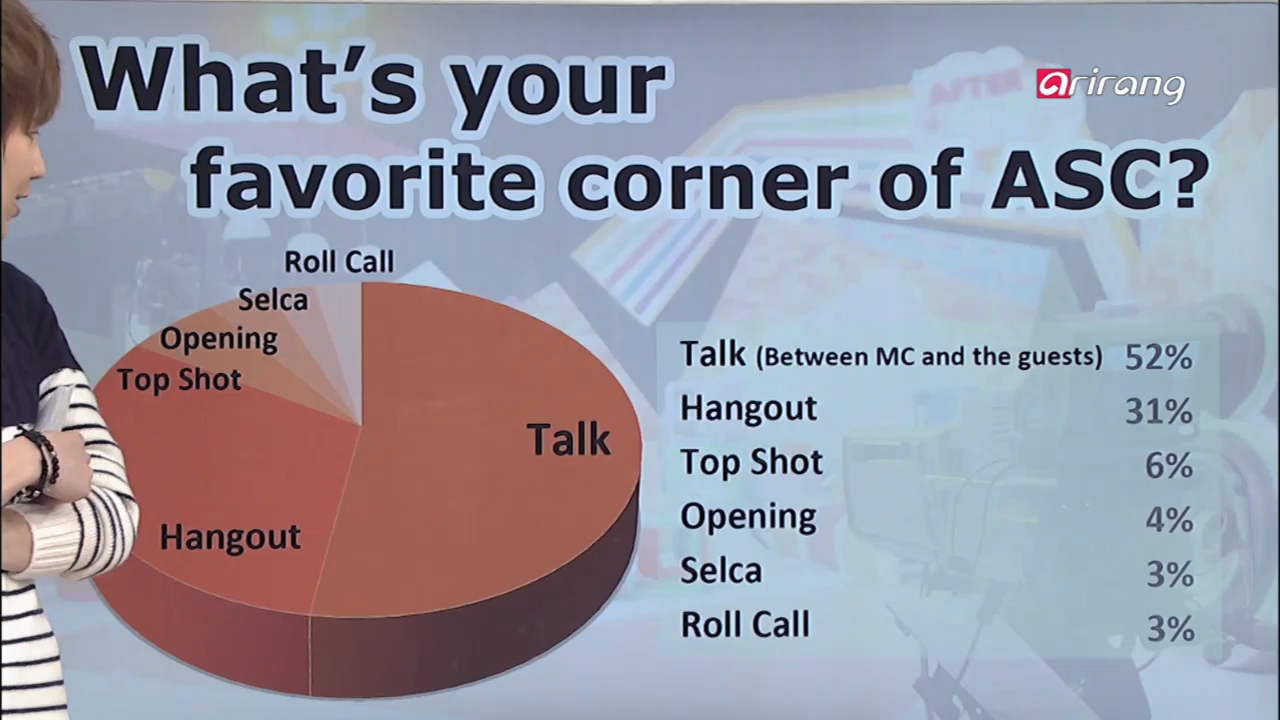 What's your
favorite corner of ASC?
arirang
AFTER
Roll Call
Selca
Opening
Top Shot
Talk
Hangout
Talk (Between MC and the guests) 52%
Hangout 31%
Top Shot 6%
Opening 4%
Selca 3%
Roll Call 3%